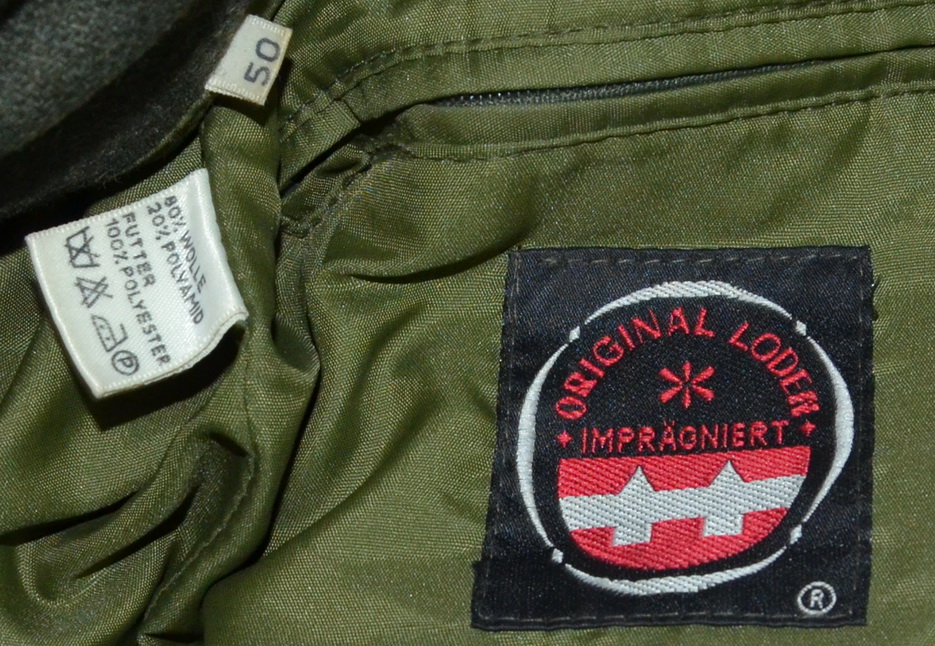 50
80% WOLLE
20% POLYAMID
FUTTER
100% POLYESTER
P
ORIGINAL LODEN
IMPRÄGNIERT
®